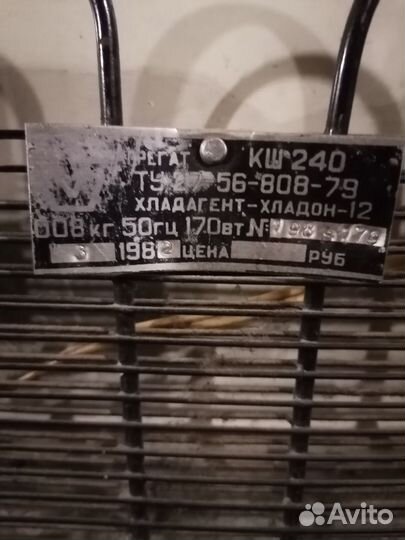 РЕГАТ КШ 240
ТУ 27-56-808-79
ХЛАДАГЕНТ-ХЛАДОН-12
008 кг. 50гц 170вт. №
3 1982 ЦЕНА РУБ
Avito